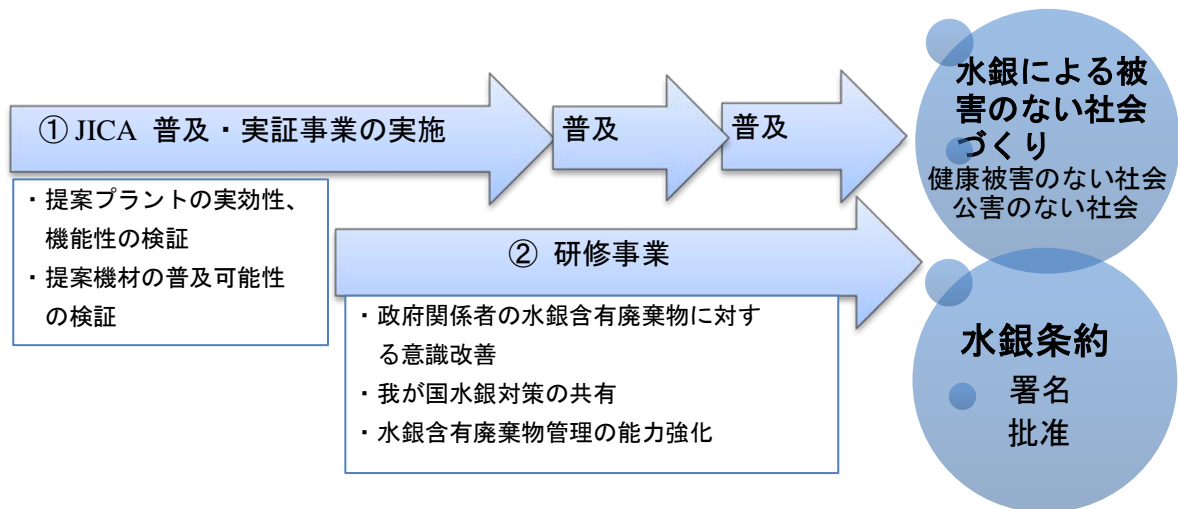 ① JICA 普及・実証事業の実施
普及
普及
・提案プラントの実効性、
機能性の検証
・提案機材の普及可能性
の検証
② 研修事業
・政府関係者の水銀含有廃棄物に対す
る意識改善
・我が国水銀対策の共有
・水銀含有廃棄物管理の能力強化
水銀による被
害のない社会
づくり
健康被害のない社会
公害のない社会
水銀条約
署名
批准